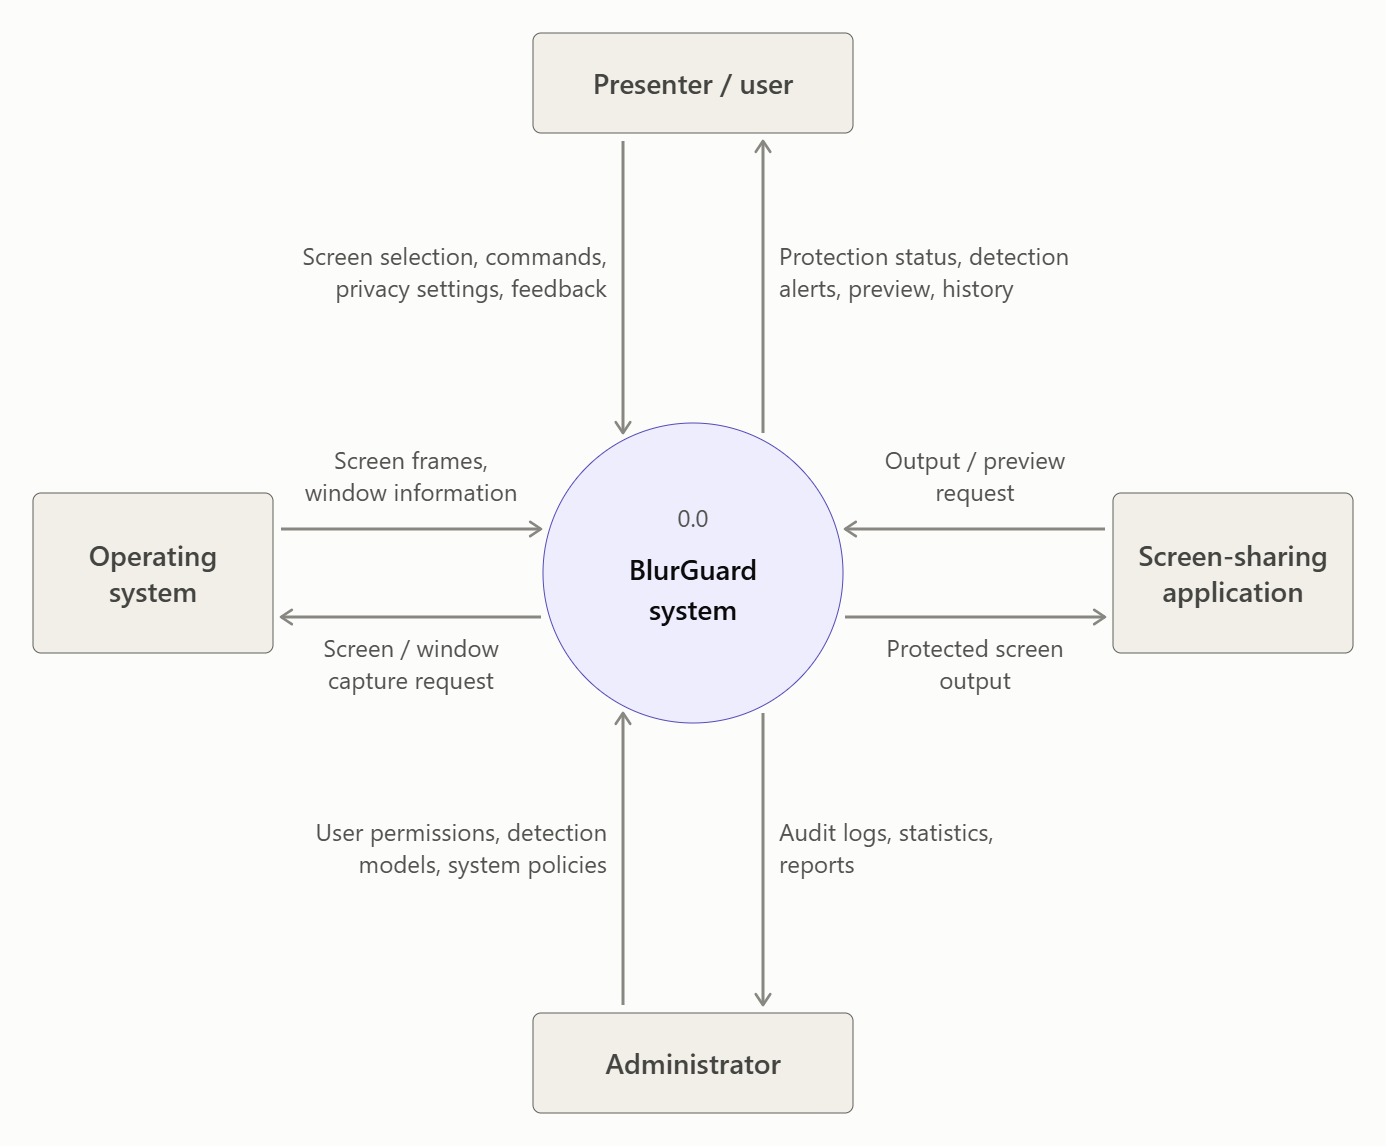 Presenter / user
Screen selection, commands,
privacy settings, feedback
Protection status, detection
alerts, preview, history
Screen frames,
window information
Output / preview
request
Operating
system
0.0
BlurGuard
system
Screen-sharing
application
Screen / window
capture request
Protected screen
output
User permissions, detection
models, system policies
Audit logs, statistics,
reports
Administrator